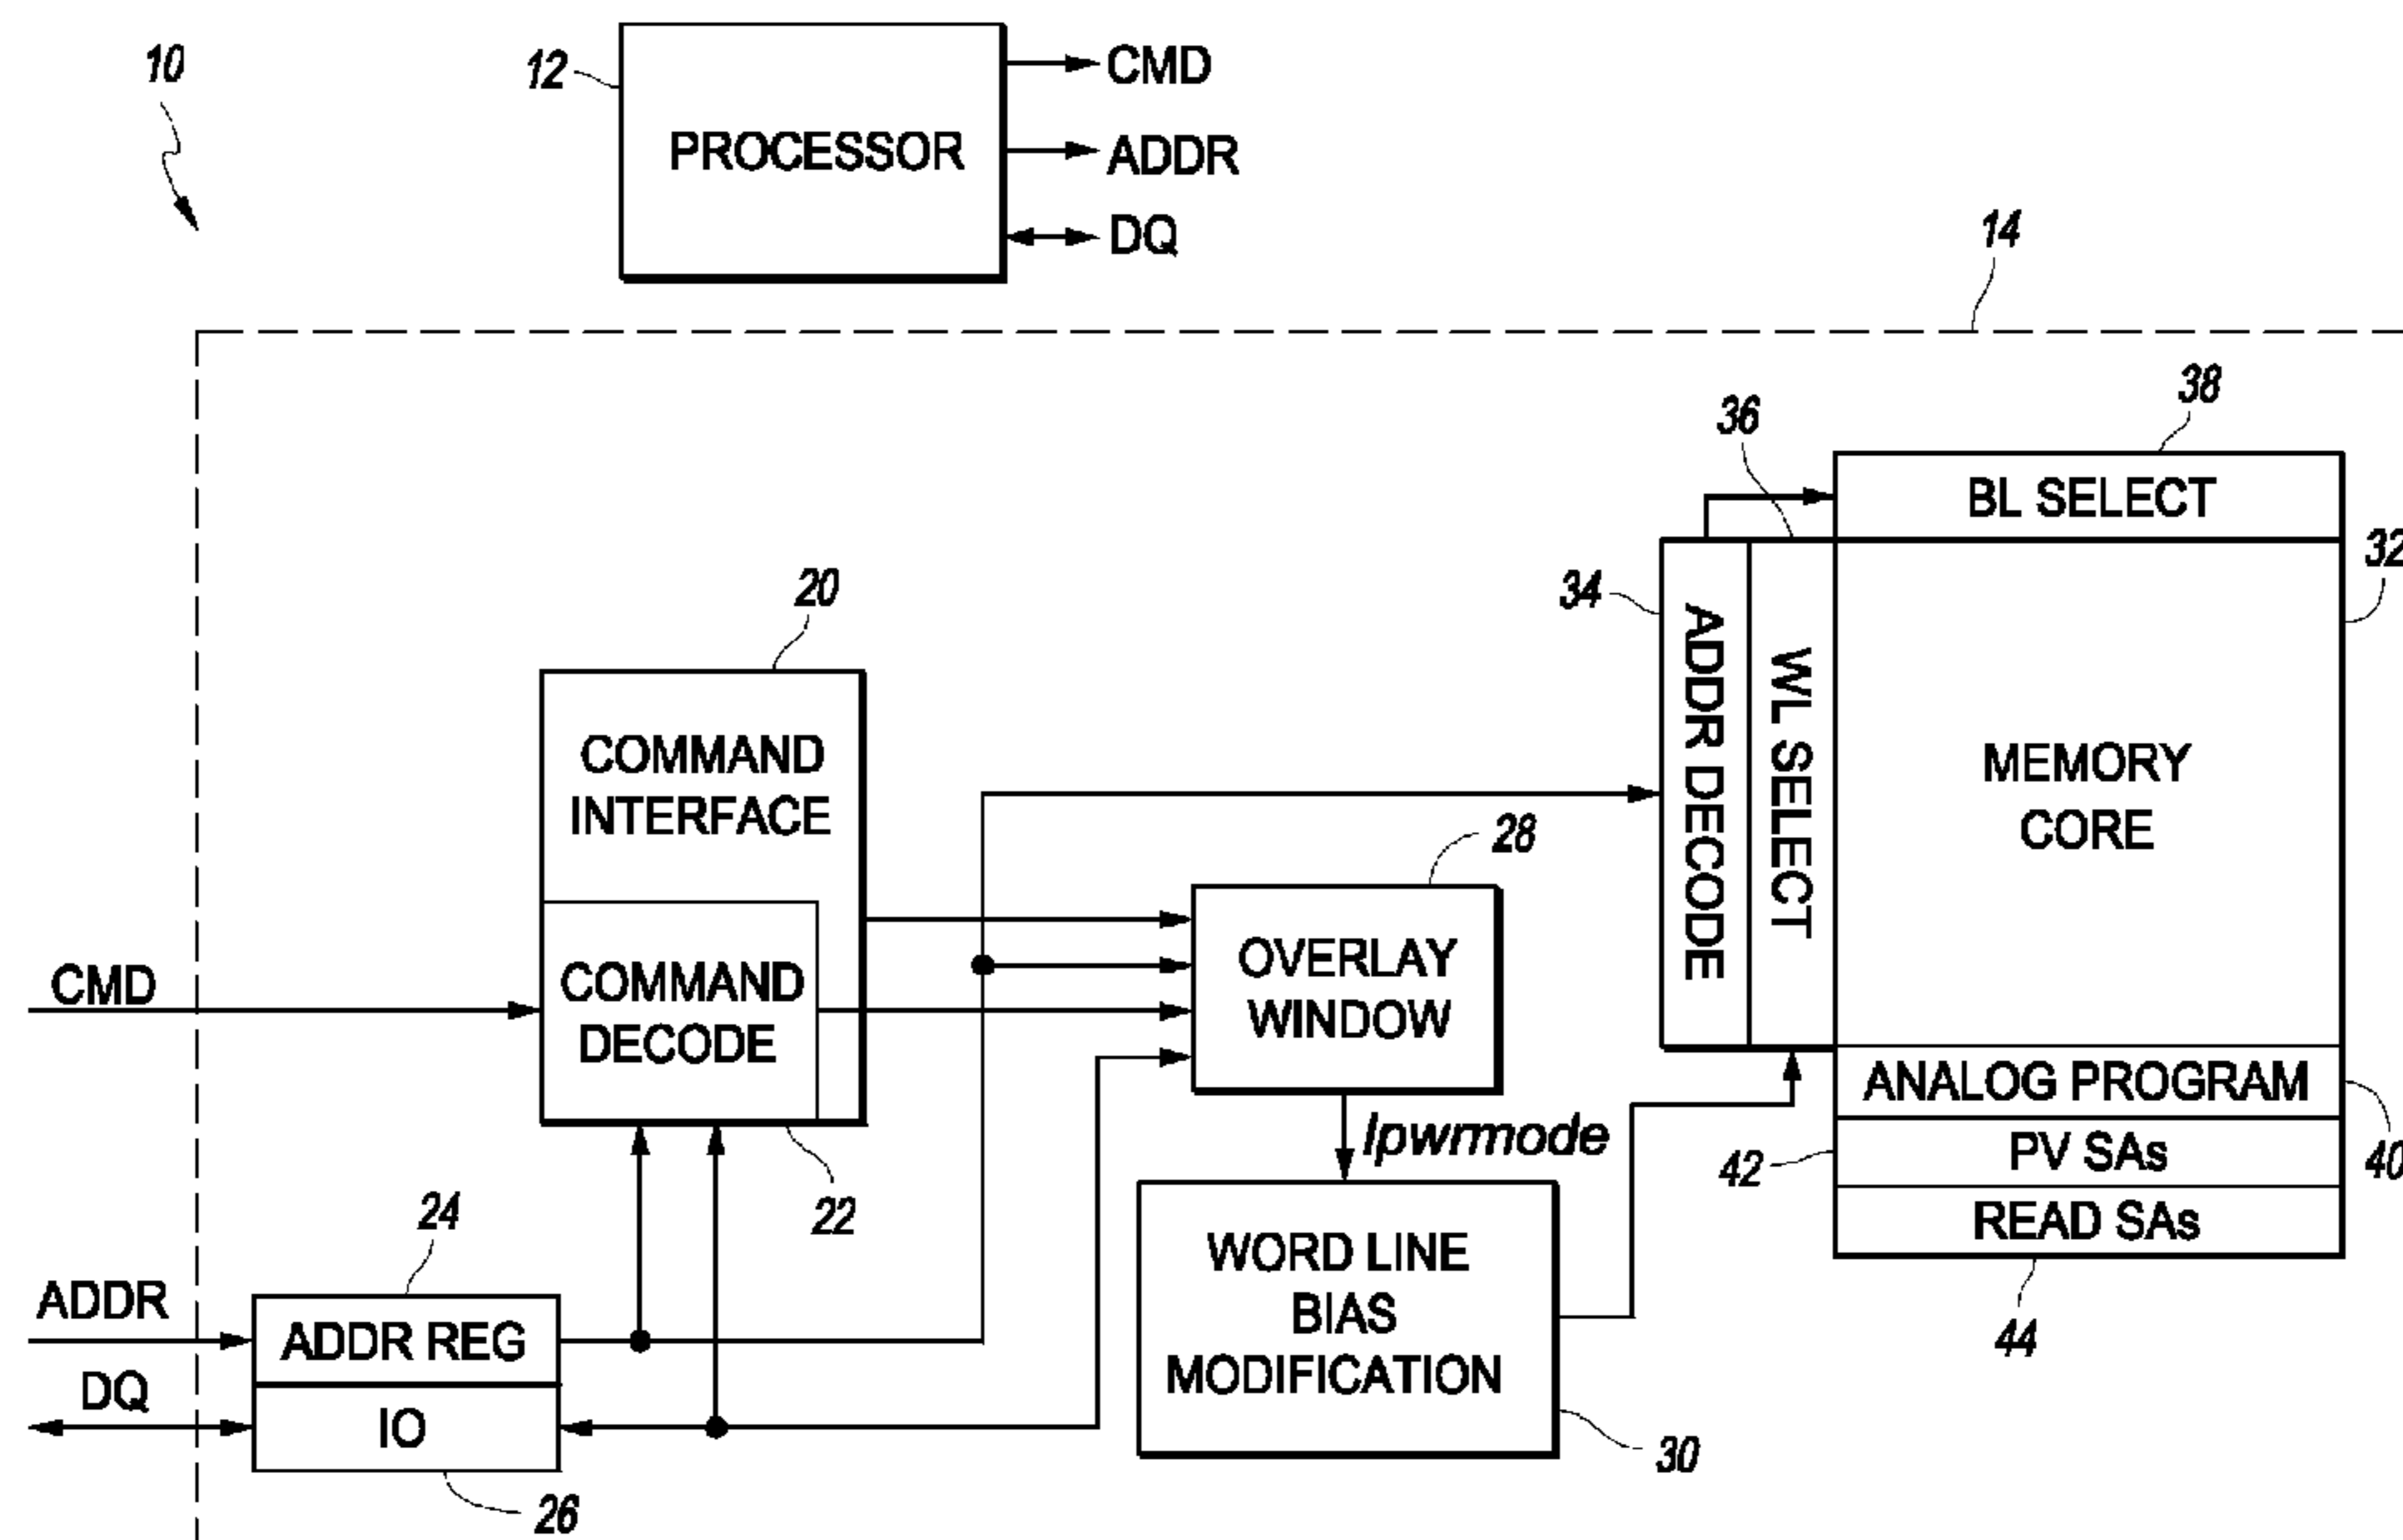 10
12
PROCESSOR
CMD
ADDR
DQ
14
38
36
BL SELECT
32
34
ADDR DECODE
WL SELECT
MEMORY
CORE
20
COMMAND
INTERFACE
28
COMMAND
DECODE
OVERLAY
WINDOW
CMD
lpwrmode
ANALOG PROGRAM
PV SAs
READ SAs
42
40
22
24
44
WORD LINE
BIAS
MODIFICATION
ADDR
ADDR REG
DQ
IO
30
26